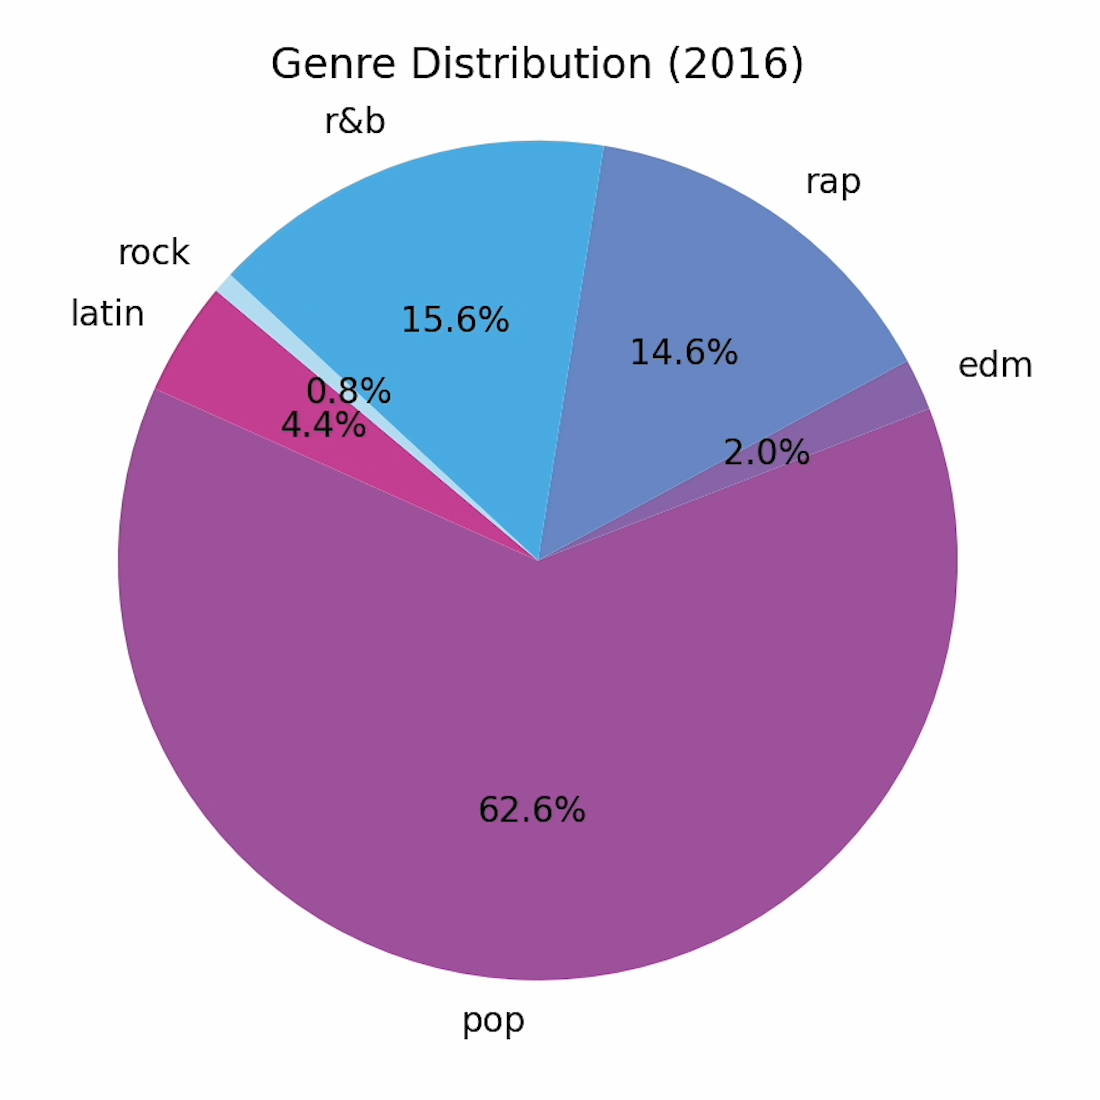 Genre Distribution (2016)
r&b
rap
rock
latin
edm
15.6%
14.6%
0.8%
4.4%
2.0%
62.6%
pop